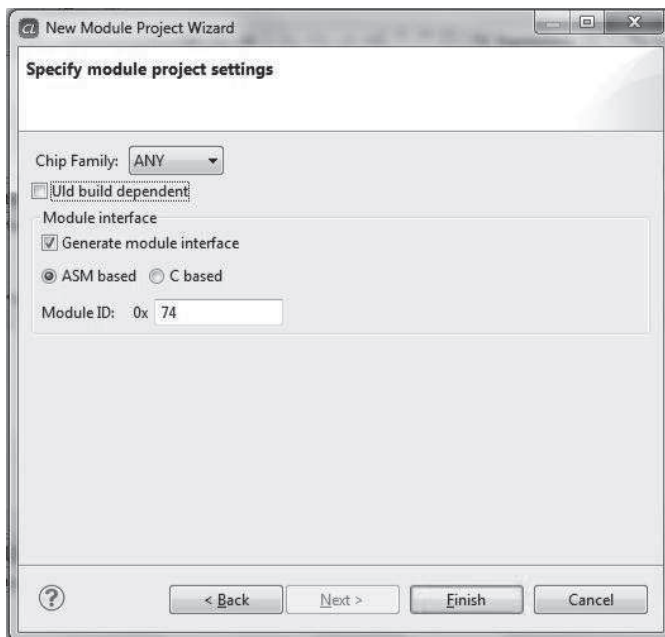 New Module Project Wizard
Specify module project settings
Chip Family: ANY
UId build dependent
Module interface
Generate module interface
ASM based C based
Module ID: 0x 74
< Back Next > Finish Cancel